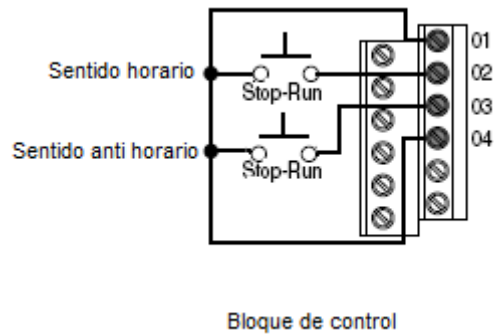 01
Sentido horario
02
Stop-Run
03
Sentido anti horario
04
Stop-Run
Bloque de control